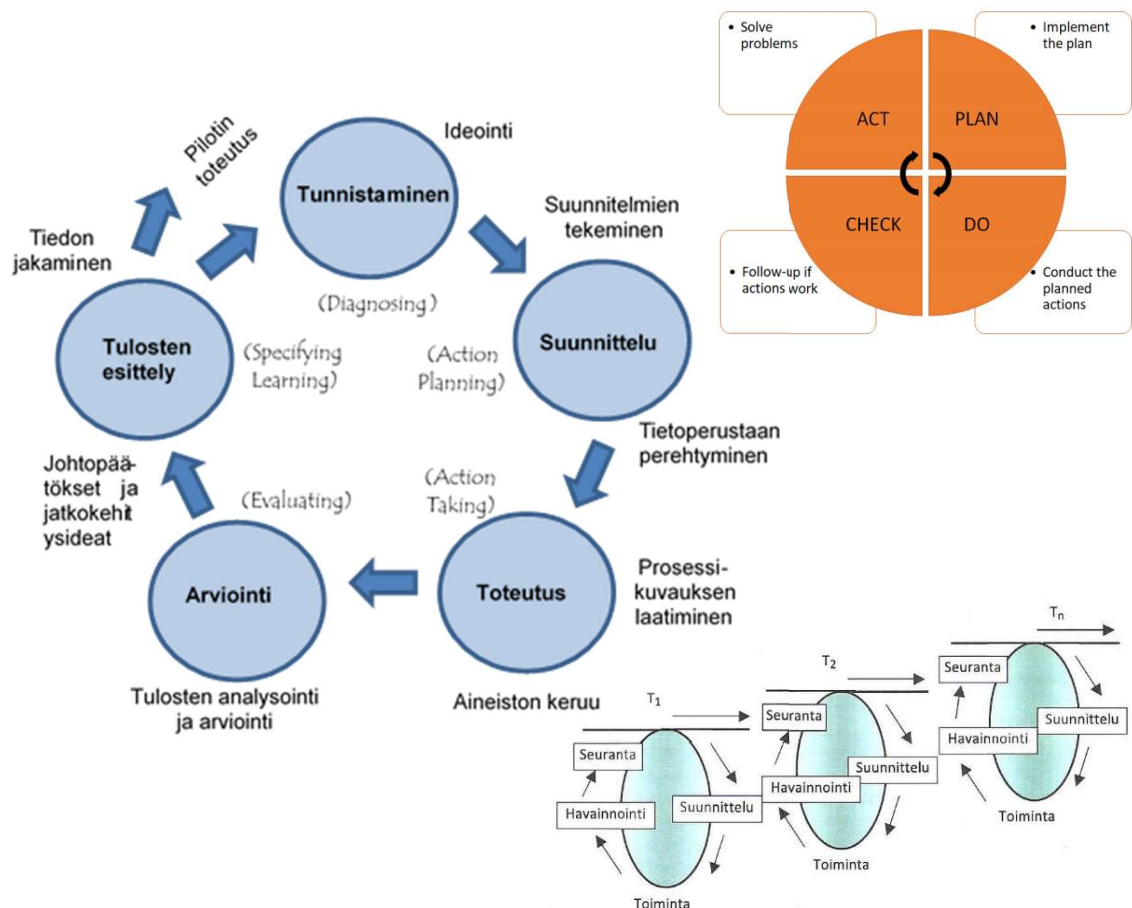 Pilotin
toteutus
Ideointi
Tunnistaminen
(Diagnosing)
Suunnitelmien
tekeminen
Suunnittelu
(Action
Planning)
Tietoperustaan
perehtyminen
(Action
Taking)
Toteutus
Prosessi-
kuvauksen
laatiminen
Aineiston keruu
(Evaluating)
Arviointi
Tulosten analysointi
ja arviointi
Johtopää-
tökset ja
jatkokehit
ysideat
Tulosten
esittely
(Specifying
Learning)
Tiedon
jakaminen
• Solve
problems
• Implement
the plan
ACT
PLAN
CHECK
DO
• Follow-up if
actions work
• Conduct the
planned
actions
T1
Seuranta
Havainnointi
Suunnittelu
Toiminta
T2
Seuranta
Havainnointi
Suunnittelu
Toiminta
Tn
Seuranta
Havainnointi
Suunnittelu
Toiminta